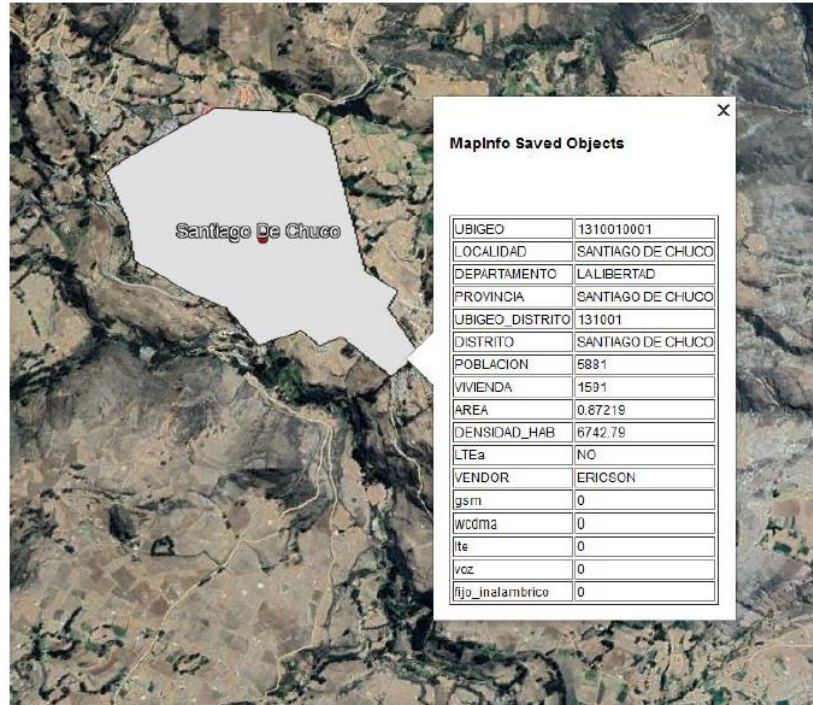 Santiago De Chuco
×
MapInfo Saved Objects
UBIGEO 1310010001
LOCALIDAD SANTIAGO DE CHUCO
DEPARTAMENTO LA LIBERTAD
PROVINCIA SANTIAGO DE CHUCO
UBIGEO_DISTRITO 131001
DISTRITO SANTIAGO DE CHUCO
POBLACION 5881
VIVIENDA 1591
AREA 0.87219
DENSIDAD_HAB 6742.79
LTEa NO
VENDOR ERICSON
gsm 0
wcdma 0
lte 0
voz 0
fijo_inalambrico 0